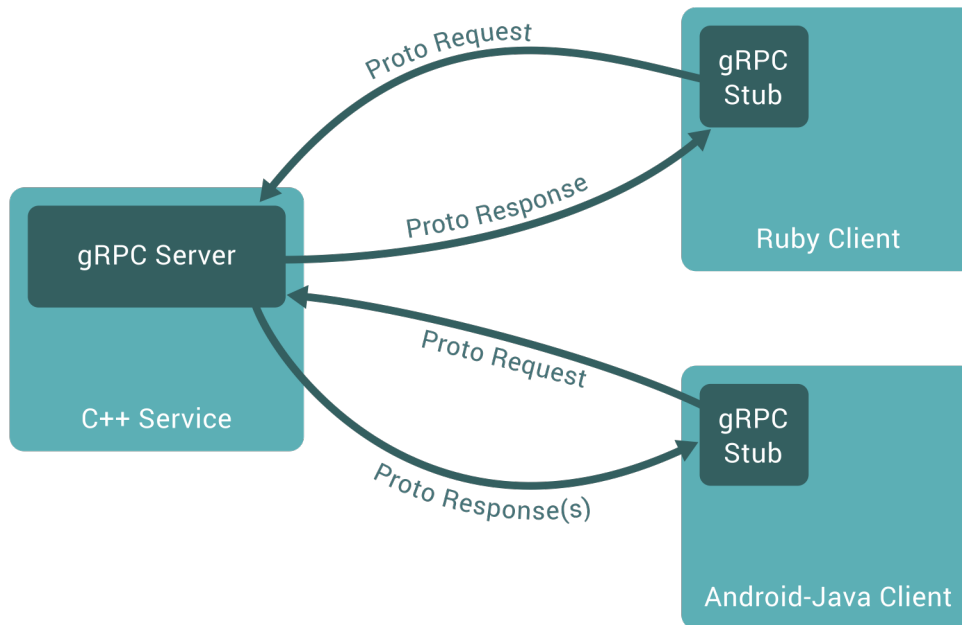 Proto Request
gRPC
Stub
Proto Response
Ruby Client
gRPC Server
C++ Service
Proto Request
gRPC
Stub
Proto Response(s)
Android-Java Client